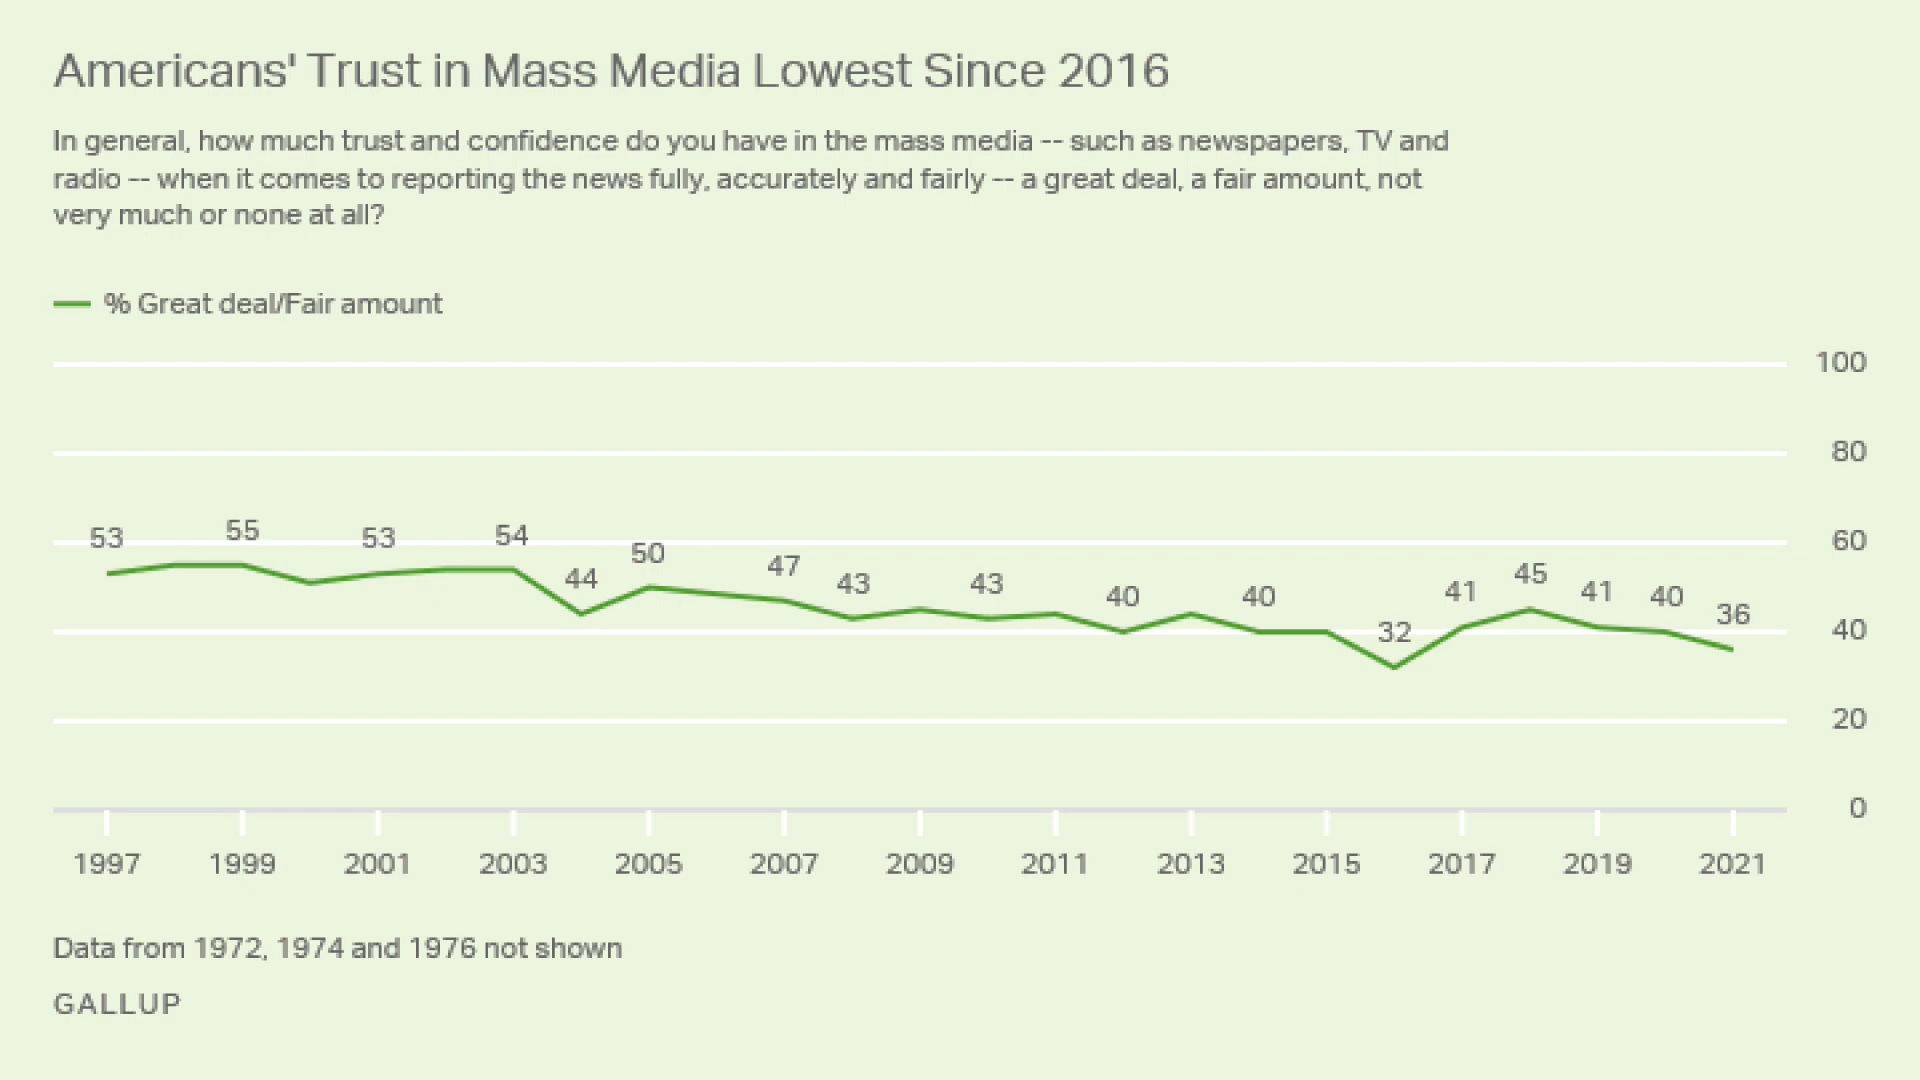 Americans' Trust in Mass Media Lowest Since 2016
In general, how much trust and confidence do you have in the mass media -- such as newspapers, TV and
radio -- when it comes to reporting the news fully, accurately and fairly -- a great deal, a fair amount, not
very much or none at all?
% Great deal/Fair amount
100
80
60
40
20
0
53
55
53
54
44
50
47
43
43
40
40
32
41
45
41
40
36
1997 1999 2001 2003 2005 2007 2009 2011 2013 2015 2017 2019 2021
Data from 1972, 1974 and 1976 not shown
GALLUP